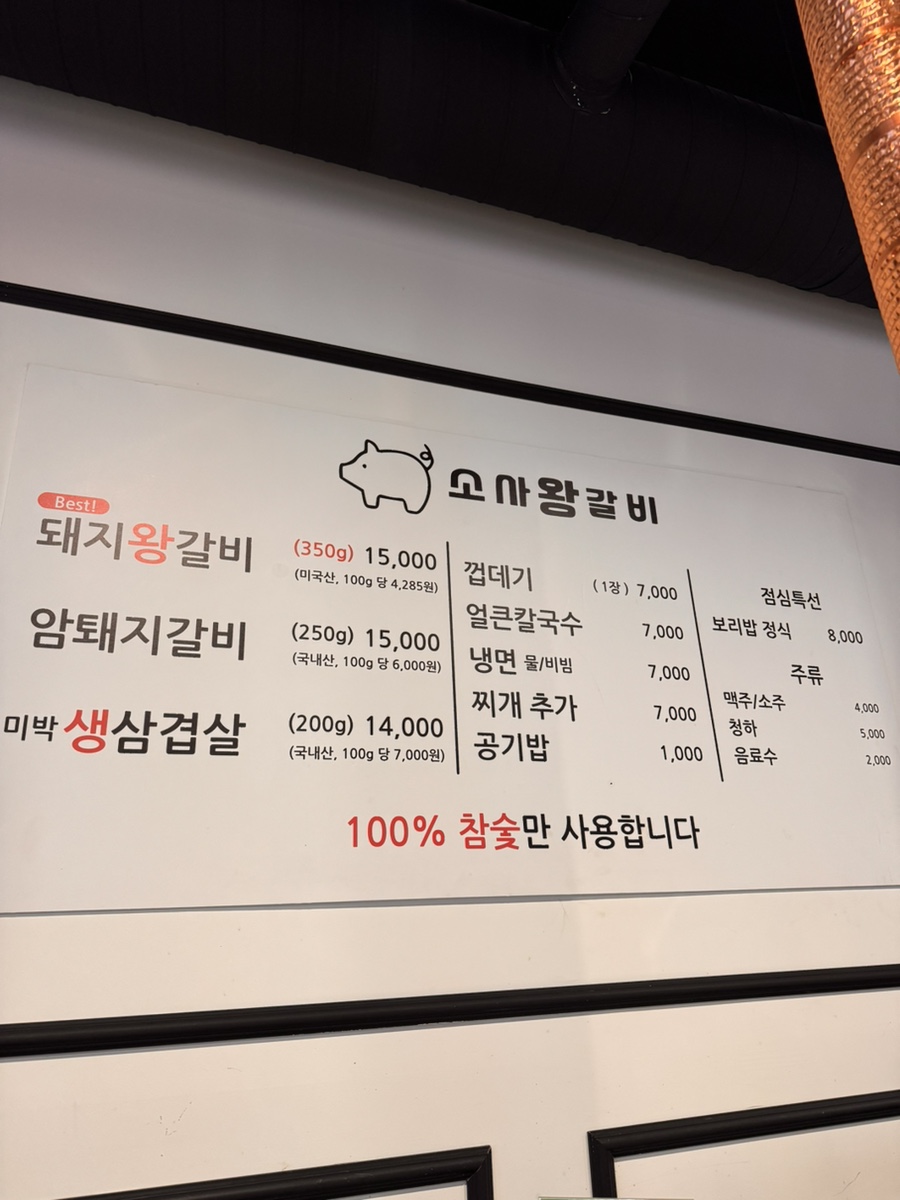 소사왕갈비
Best!
돼지왕갈비 (350g) 15,000
(미국산, 100g 당 4,285원)
암퇘지갈비 (250g) 15,000
(국내산, 100g 당 6,000원)
미박 생삼겹살 (200g) 14,000
(국내산, 100g 당 7,000원)
껍데기 (1장) 7,000
얼큰칼국수 7,000
냉면 물/비빔 7,000
찌개 추가 7,000
공기밥 1,000
점심특선
보리밥 정식 8,000
주류
맥주/소주 4,000
청하 5,000
음료수 2,000
100% 참숯만 사용합니다